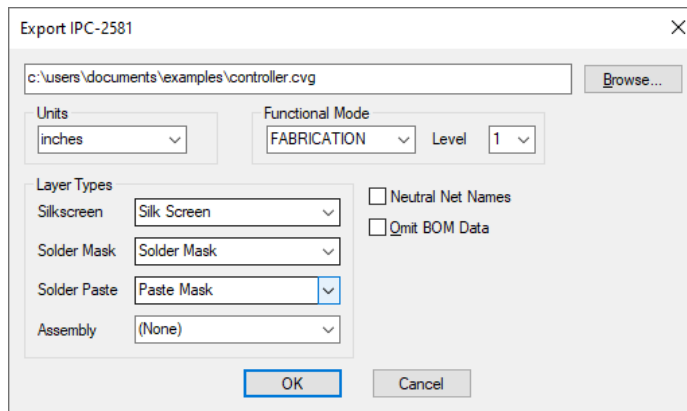 Export IPC-2581
c:\users\documents\examples\controller.cvg
Browse...
Units
inches
Functional Mode
FABRICATION
Level
1
Layer Types
Silkscreen
Silk Screen
Solder Mask
Solder Mask
Solder Paste
Paste Mask
Assembly
(None)
Neutral Net Names
Omit BOM Data
OK
Cancel